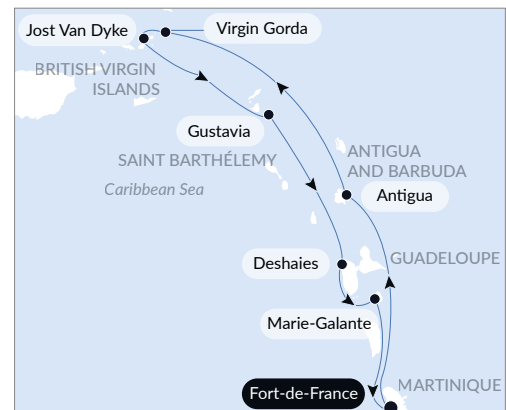 Jost Van Dyke
Virgin Gorda
BRITISH VIRGIN
ISLANDS
Gustavia
SAINT BARTHÉLEMY
ANTIGUA
AND BARBUDA
Caribbean Sea
Antigua
Deshaies
GUADELOUPE
Marie-Galante
MARTINIQUE
Fort-de-France